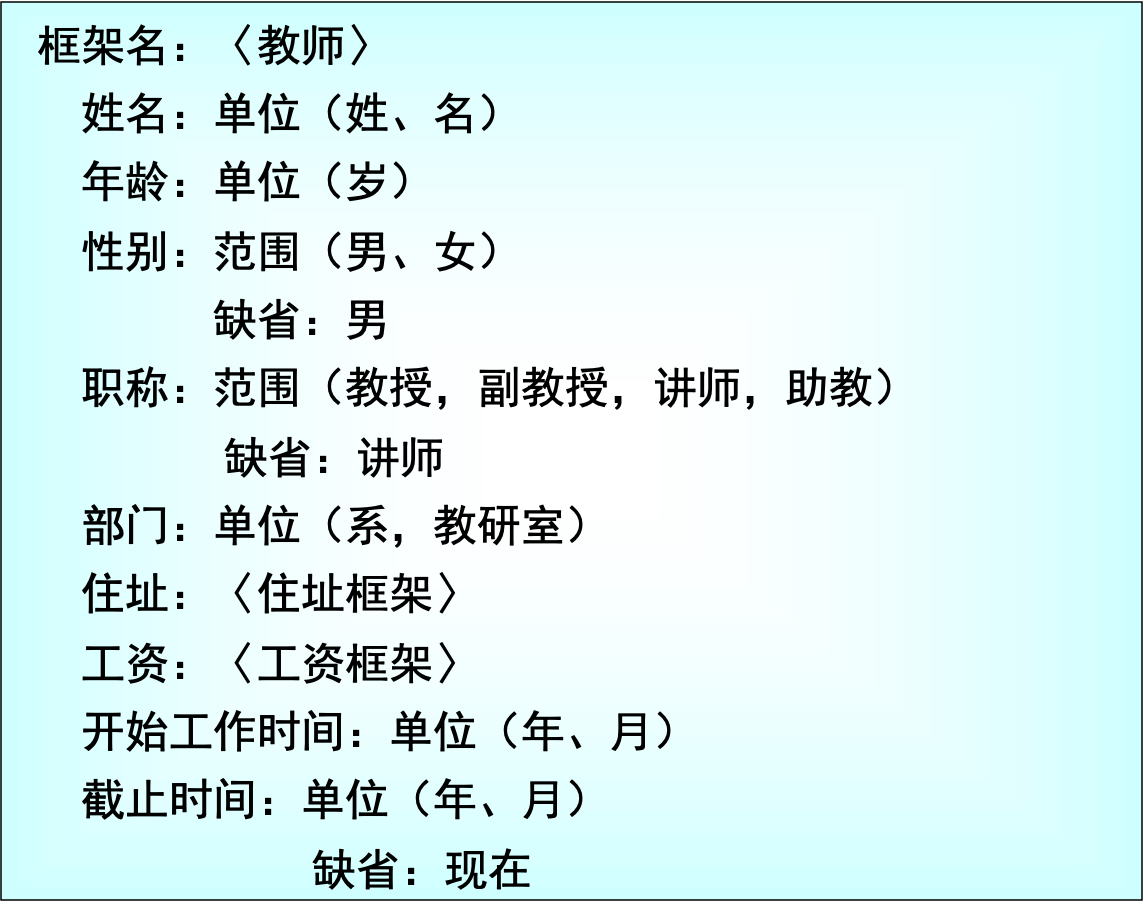 框架名：〈教师〉
姓名：单位（姓、名）
年龄：单位（岁）
性别：范围（男、女）
缺省：男
职称：范围（教授，副教授，讲师，助教）
缺省：讲师
部门：单位（系，教研室）
住址：〈住址框架〉
工资：〈工资框架〉
开始工作时间：单位（年、月）
截止时间：单位（年、月）
缺省：现在